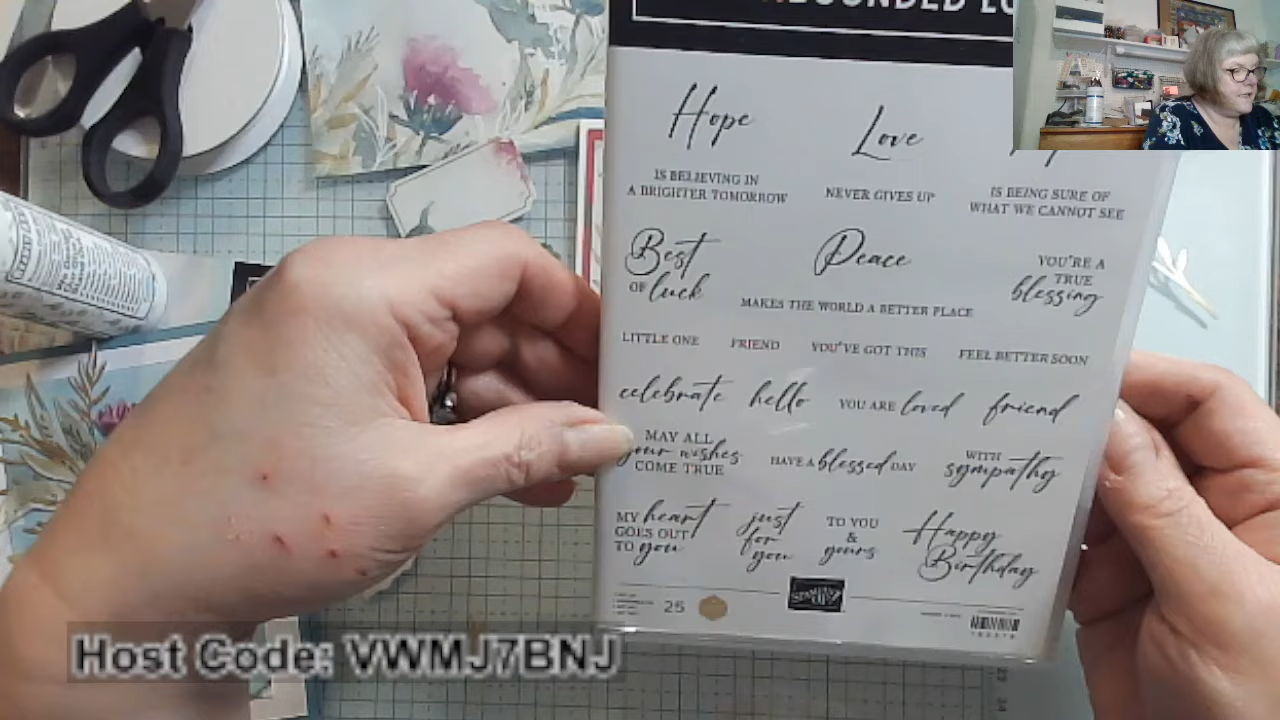 Hope
Love
IS BELIEVING IN
A BRIGHTER TOMORROW
NEVER GIVES UP
IS BEING SURE OF
WHAT WE CANNOT SEE
Best
OF luck
Peace
MAKES THE WORLD A BETTER PLACE
YOU'RE A
TRUE
blessing
LITTLE ONE
FRIEND
YOU'VE GOT THIS
FEEL BETTER SOON
celebrate
hello
YOU ARE loved
friend
MAY ALL
your wishes
COME TRUE
HAVE A blessed DAY
WITH
sympathy
MY heart
GOES OUT
TO you
just
for
you
TO YOU
&
yours
Happy
Birthday
25
Host Code: VWMJ7BNJ